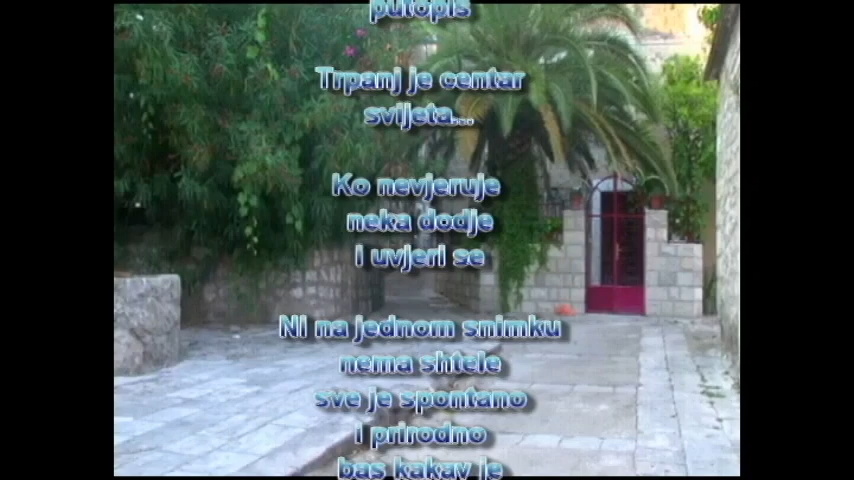 putopis
Trpanj je centar
svijeta...
Ko nevjeruje
neka dodje
i uvjeri se
Ni na jednom snimku
nema shtele
sve je spontano
i prirodno
bas kakav je